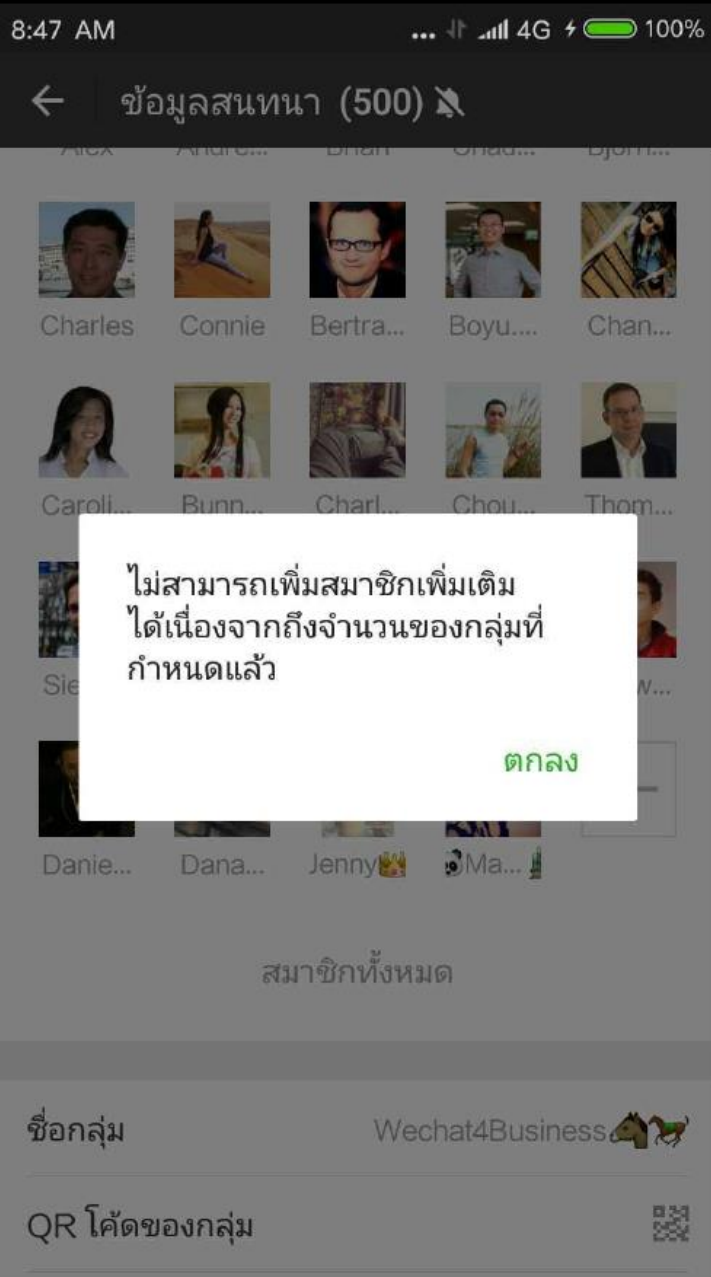 8:47 AM ... 4G 100%
ข้อมูลสนทนา (500)
Charles Connie Bertra... Boyu.... Chan...
Caroli... Bunn... Charl... Chou... Thom...
ไม่สามารถเพิ่มสมาชิกเพิ่มเติม
ได้เนื่องจากถึงจำนวนของกลุ่มที่
กำหนดแล้ว
ตกลง
Danie... Dana... Jenny👑 🐼Ma...🍾
สมาชิกทั้งหมด
ชื่อกลุ่ม Wechat4Business🐴🐎
QR โค้ดของกลุ่ม